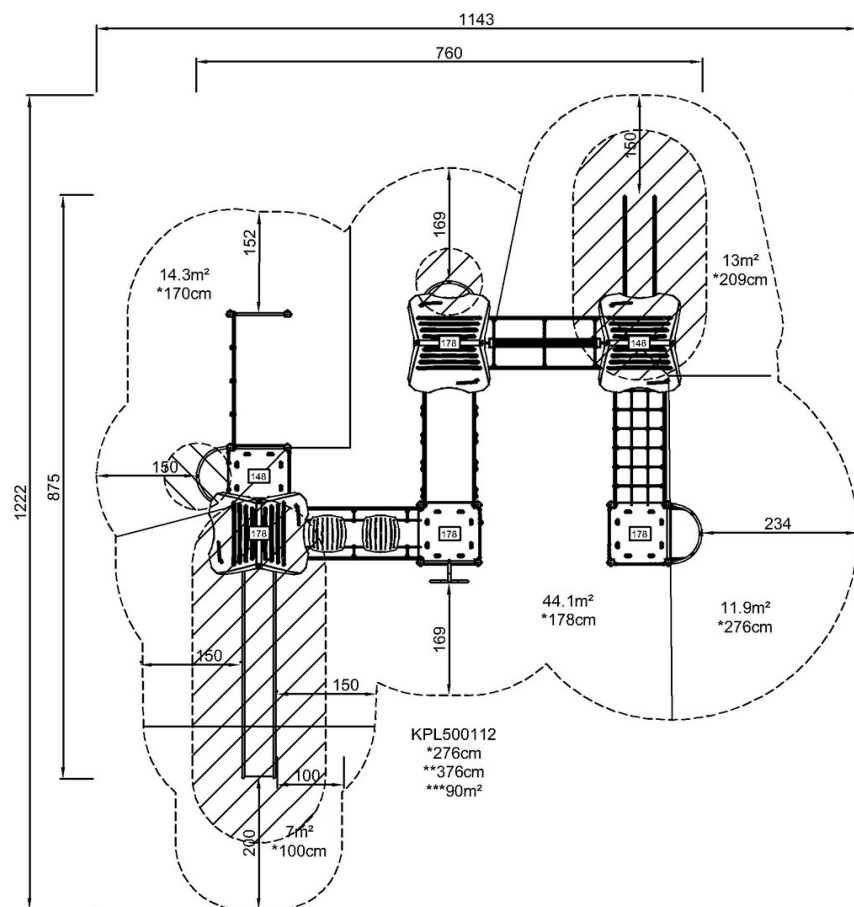 1143
760
150
169
152
14.3m²
*170cm
13m²
*209cm
178
148
1222
875
150
148
178
178
178
234
44.1m²
*178cm
11.9m²
*276cm
169
150
150
KPL500112
*276cm
**376cm
***90m²
100
7m²
*100cm
200